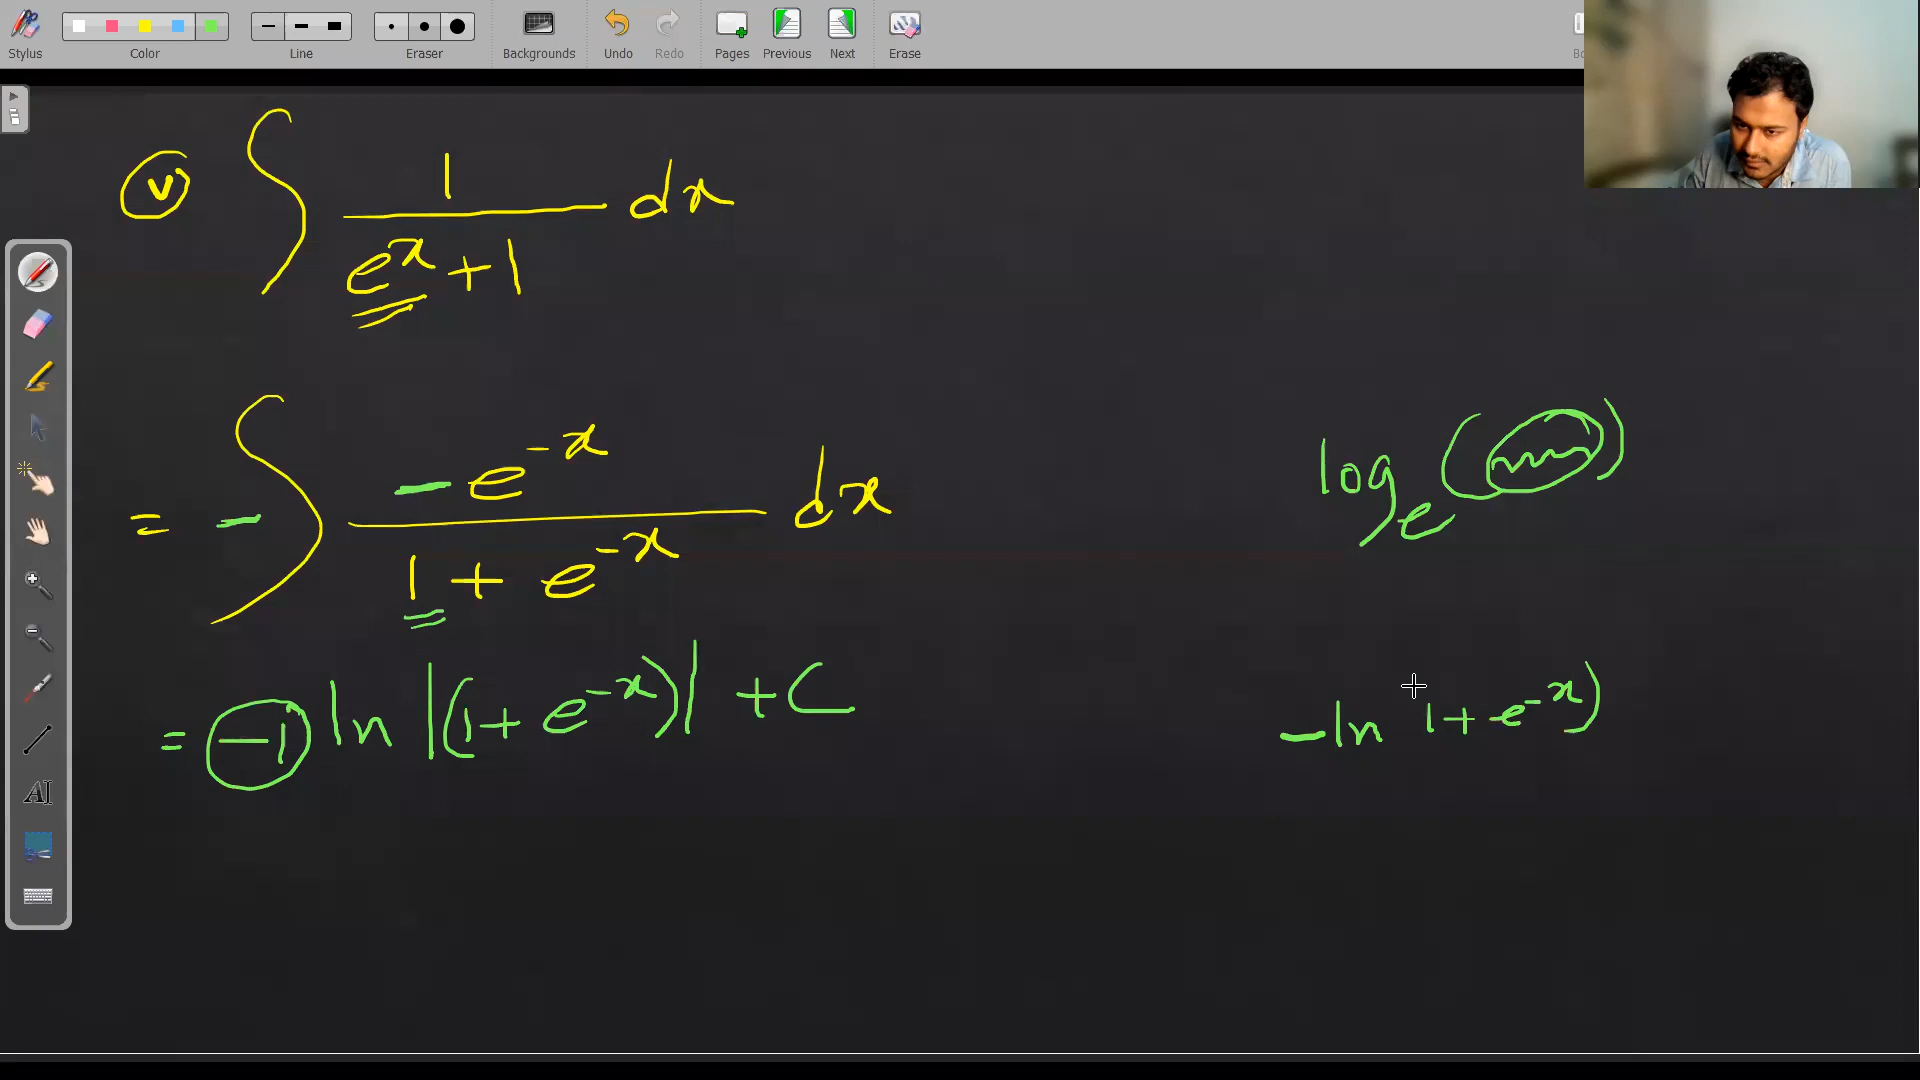 Stylus Color Line Eraser Backgrounds Undo Redo Pages Previous Next Erase
(v) ∫ 1/(e^x + 1) dx
= - ∫ (-e^{-x})/(1 + e^{-x}) dx
log_e ( )
= -1 ln |(1 + e^{-x})| + C
-ln 1 + e^{-x})
AI